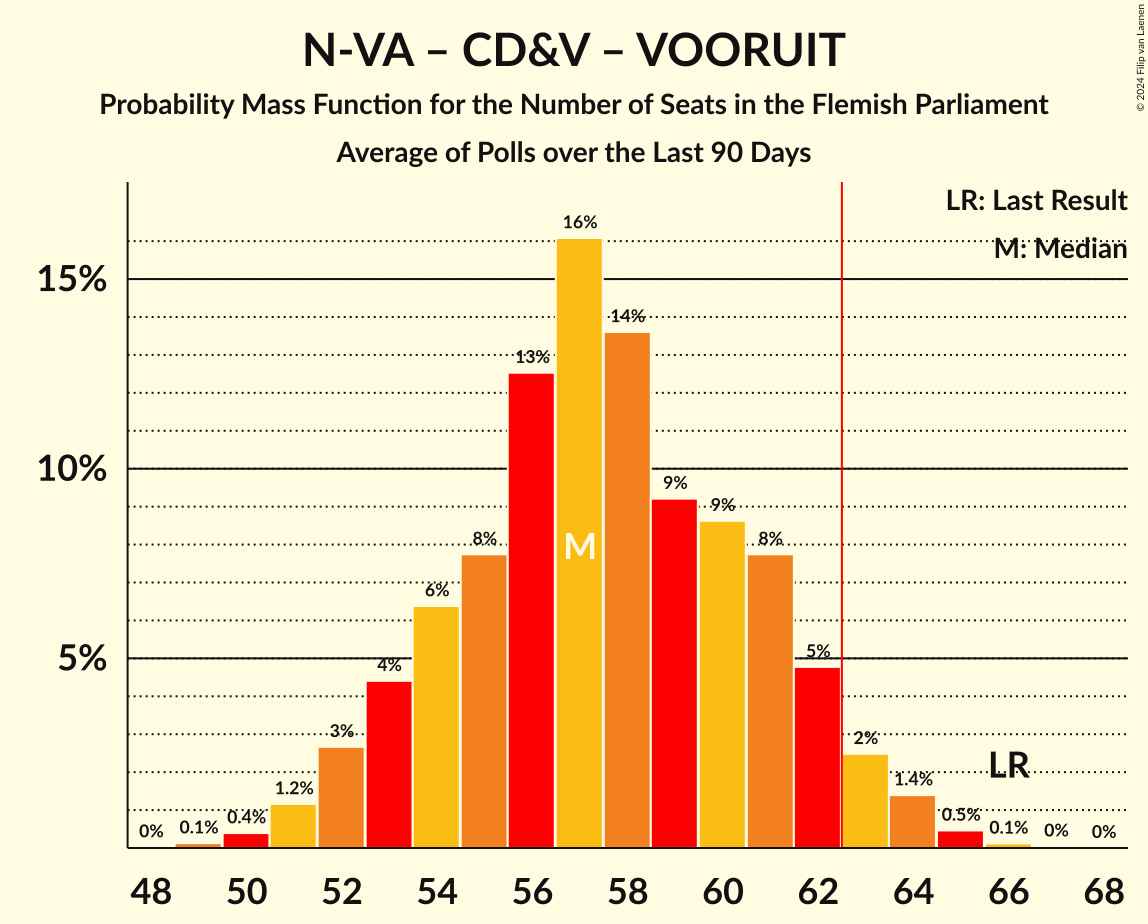 N-VA – CD&V – VOORUIT
Probability Mass Function for the Number of Seats in the Flemish Parliament
Average of Polls over the Last 90 Days
© 2024 Filip van Laenen
LR: Last Result
M: Median
15%
10%
5%
0%
0.1%
0.4%
1.2%
3%
4%
6%
8%
13%
16%
14%
9%
9%
8%
5%
2%
1.4%
0.5%
0.1%
0%
0%
M
LR
48 50 52 54 56 58 60 62 64 66 68